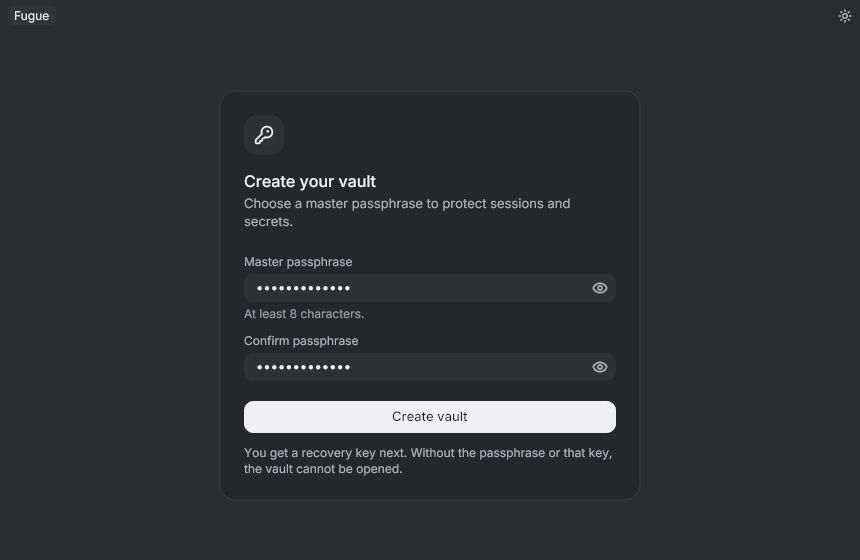 Fugue
Create your vault
Choose a master passphrase to protect sessions and
secrets.
Master passphrase
•••••••••••••
At least 8 characters.
Confirm passphrase
•••••••••••••
Create vault
You get a recovery key next. Without the passphrase or that key,
the vault cannot be opened.